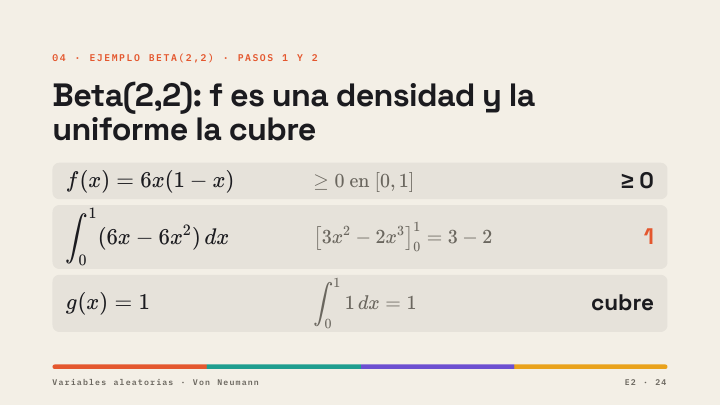 04 · EJEMPLO BETA(2,2) · PASOS 1 Y 2
Beta(2,2): f es una densidad y la
uniforme la cubre
f(x) = 6x(1 − x) ≥ 0 en [0, 1] ≥ 0
∫₀¹ (6x − 6x²) dx [3x² − 2x³]₀¹ = 3 − 2 1
g(x) = 1 ∫₀¹ 1 dx = 1 cubre
Variables aleatorias · Von Neumann E2 · 24